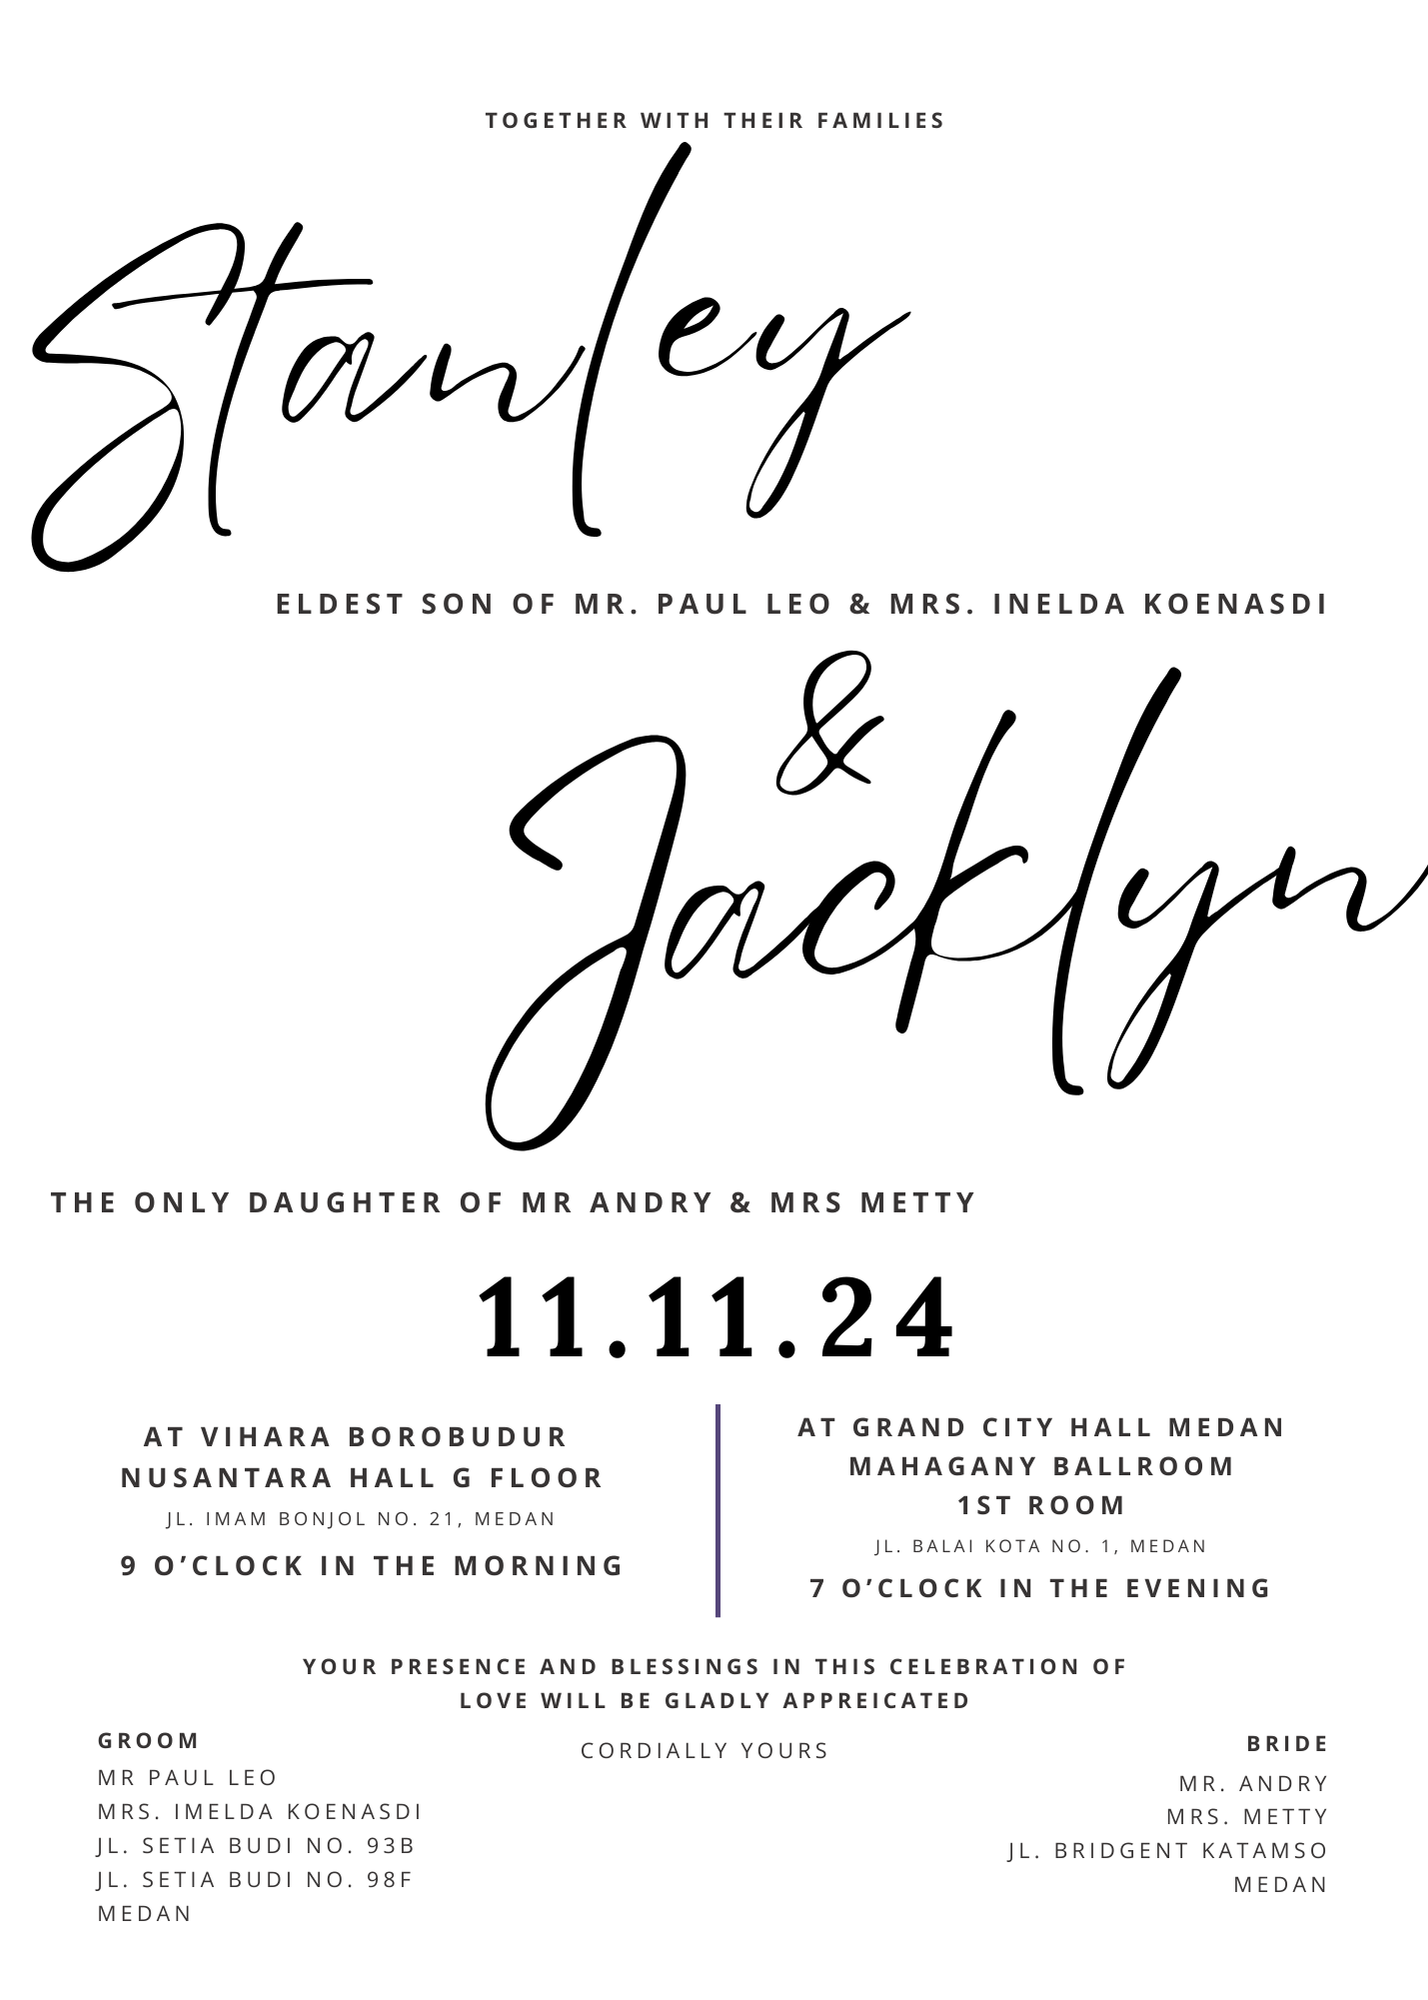 TOGETHER WITH THEIR FAMILIES
Stanley
ELDEST SON OF MR. PAUL LEO & MRS. INELDA KOENASDI
&
Jacklyn
THE ONLY DAUGHTER OF MR ANDRY & MRS METTY
11.11.24
AT VIHARA BOROBUDUR
NUSANTARA HALL G FLOOR
JL. IMAM BONJOL NO. 21, MEDAN
9 O’CLOCK IN THE MORNING
AT GRAND CITY HALL MEDAN
MAHAGANY BALLROOM
1ST ROOM
JL. BALAI KOTA NO. 1, MEDAN
7 O’CLOCK IN THE EVENING
YOUR PRESENCE AND BLESSINGS IN THIS CELEBRATION OF
LOVE WILL BE GLADLY APPREICATED
CORDIALLY YOURS
GROOM
MR PAUL LEO
MRS. IMELDA KOENASDI
JL. SETIA BUDI NO. 93B
JL. SETIA BUDI NO. 98F
MEDAN
BRIDE
MR. ANDRY
MRS. METTY
JL. BRIDGENT KATAMSO
MEDAN